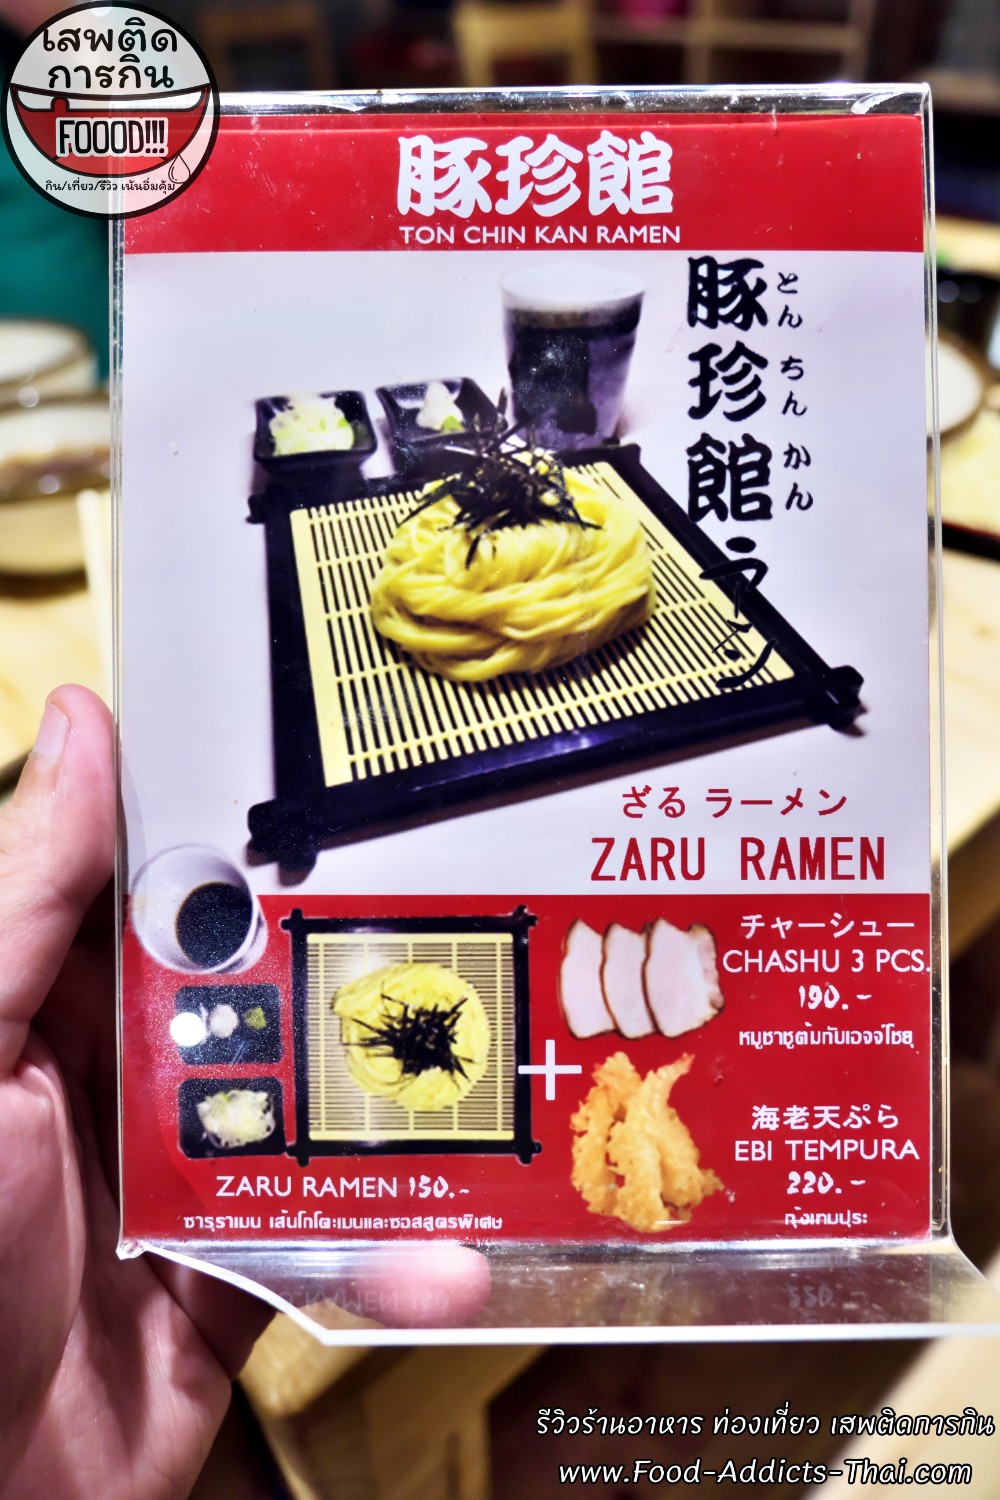 เสพติด
การกิน
FOOOD!!!
กิน/เที่ยว/รีวิว เน้นอิ่มคุ้ม
豚珍館
TON CHIN KAN RAMEN
豚珍館ラーメン
とんちんかん
ざる ラーメン
ZARU RAMEN
チャーシュー
CHASHU 3 PCS.
190.-
หมูชาชูต้มกับเอจจ์โชยุ
海老天ぷら
EBI TEMPURA
220.-
กุ้งเทมปุระ
ZARU RAMEN 150.-
ซารุราเมน เส้นโกโตะเมนและซอสสูตรพิเศษ
รีวิวร้านอาหาร ท่องเที่ยว เสพติดการกิน
www.Food-Addicts-Thai.com